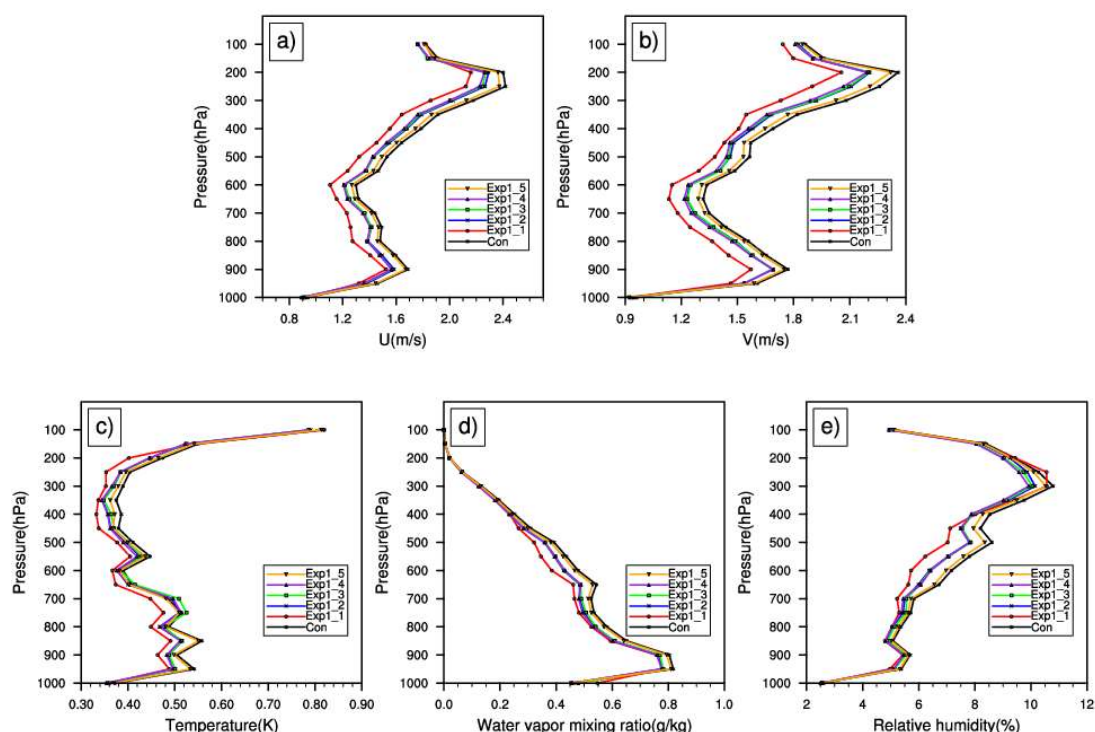 a)
100
200
300
400
500
600
700
800
900
1000
Pressure(hPa)
0.8 1.2 1.6 2.0 2.4
U(m/s)
Exp1_5
Exp1_4
Exp1_3
Exp1_2
Exp1_1
Con
b)
100
200
300
400
500
600
700
800
900
1000
Pressure(hPa)
0.9 1.2 1.5 1.8 2.1 2.4
V(m/s)
Exp1_5
Exp1_4
Exp1_3
Exp1_2
Exp1_1
Con
c)
100
200
300
400
500
600
700
800
900
1000
Pressure(hPa)
0.30 0.40 0.50 0.60 0.70 0.80 0.90
Temperature(K)
Exp1_5
Exp1_4
Exp1_3
Exp1_2
Exp1_1
Con
d)
100
200
300
400
500
600
700
800
900
1000
Pressure(hPa)
0.0 0.2 0.4 0.6 0.8 1.0
Water vapor mixing ratio(g/kg)
Exp1_5
Exp1_4
Exp1_3
Exp1_2
Exp1_1
Con
e)
100
200
300
400
500
600
700
800
900
1000
Pressure(hPa)
2 4 6 8 10 12
Relative humidity(%)
Exp1_5
Exp1_4
Exp1_3
Exp1_2
Exp1_1
Con